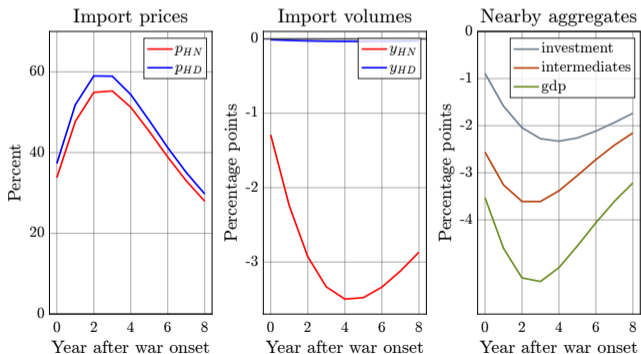 Import prices
Percent
60
40
20
0
p_HN
p_HD
0 2 4 6 8
Year after war onset
Import volumes
Percentage points
0
-1
-2
-3
y_HN
y_HD
0 2 4 6 8
Year after war onset
Nearby aggregates
Percentage points
0
-1
-2
-3
-4
investment
intermediates
gdp
0 2 4 6 8
Year after war onset